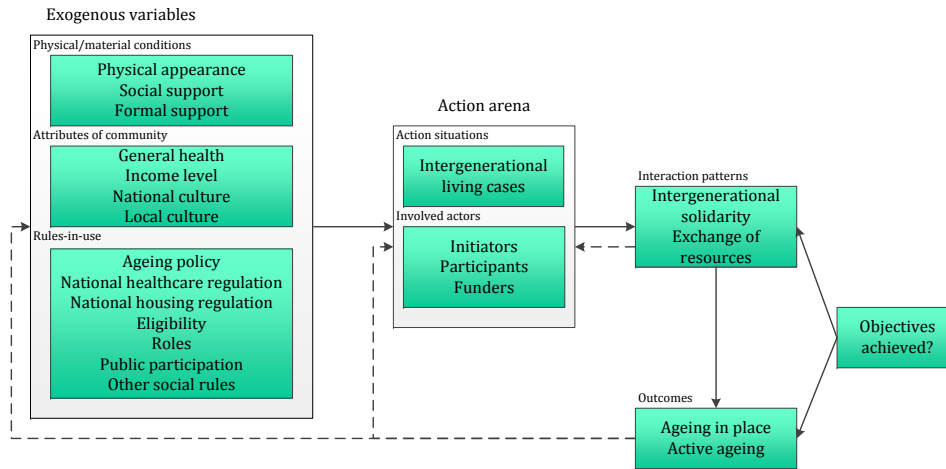 Exogenous variables
Physical/material conditions
Physical appearance
Social support
Formal support
Attributes of community
General health
Income level
National culture
Local culture
Rules-in-use
Ageing policy
National healthcare regulation
National housing regulation
Eligibility
Roles
Public participation
Other social rules
Action arena
Action situations
Intergenerational
living cases
Involved actors
Initiators
Participants
Funders
Interaction patterns
Intergenerational
solidarity
Exchange of
resources
Objectives
achieved?
Outcomes
Ageing in place
Active ageing